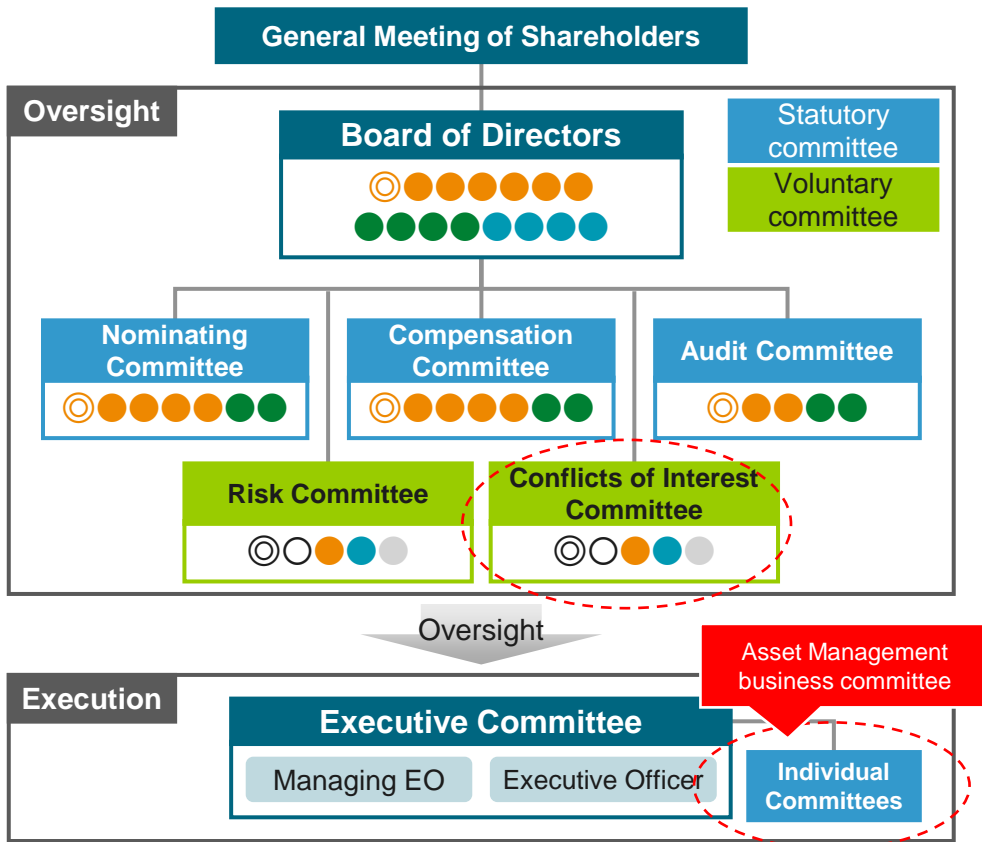 General Meeting of Shareholders
Oversight
Board of Directors
Statutory
committee
Voluntary
committee
Nominating
Committee
Compensation
Committee
Audit Committee
Risk Committee
Conflicts of Interest
Committee
Oversight
Asset Management
business committee
Execution
Executive Committee
Managing EO
Executive Officer
Individual
Committees